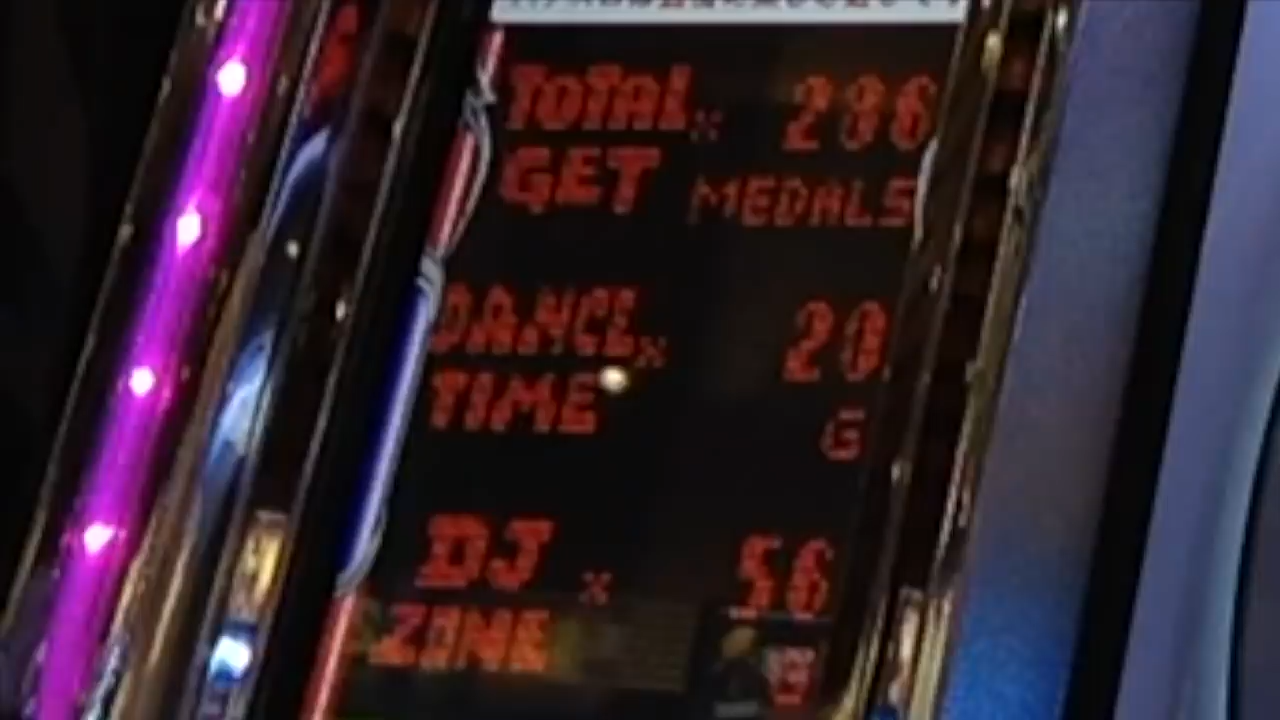 TOTAL × 286
GET MEDALS
DANCE × 20
TIME G
DJ × 56
ZONE G